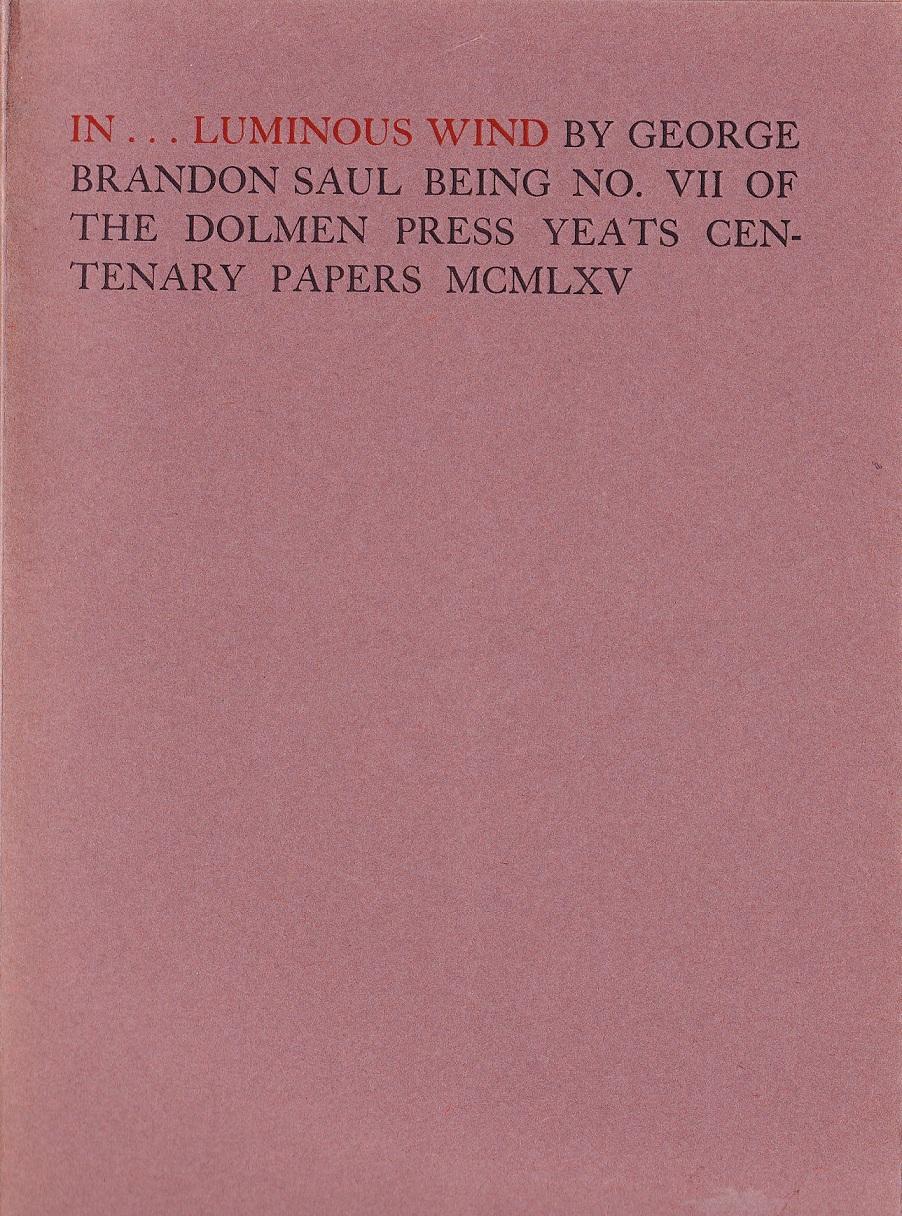 IN . . . LUMINOUS WIND BY GEORGE
BRANDON SAUL BEING NO. VII OF
THE DOLMEN PRESS YEATS CEN-
TENARY PAPERS MCMLXV